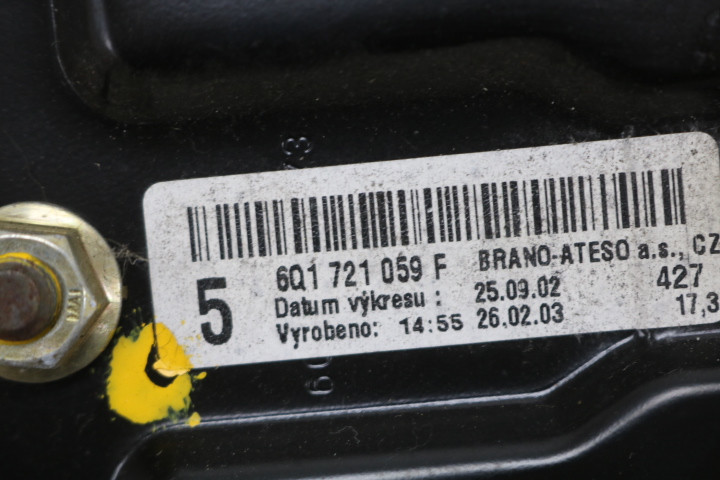 5
6Q1 721 059 F BRANO-ATESO a.s., CZ
Datum výkresu : 25.09.02 427
Vyrobeno: 14:55 26.02.03 17,3